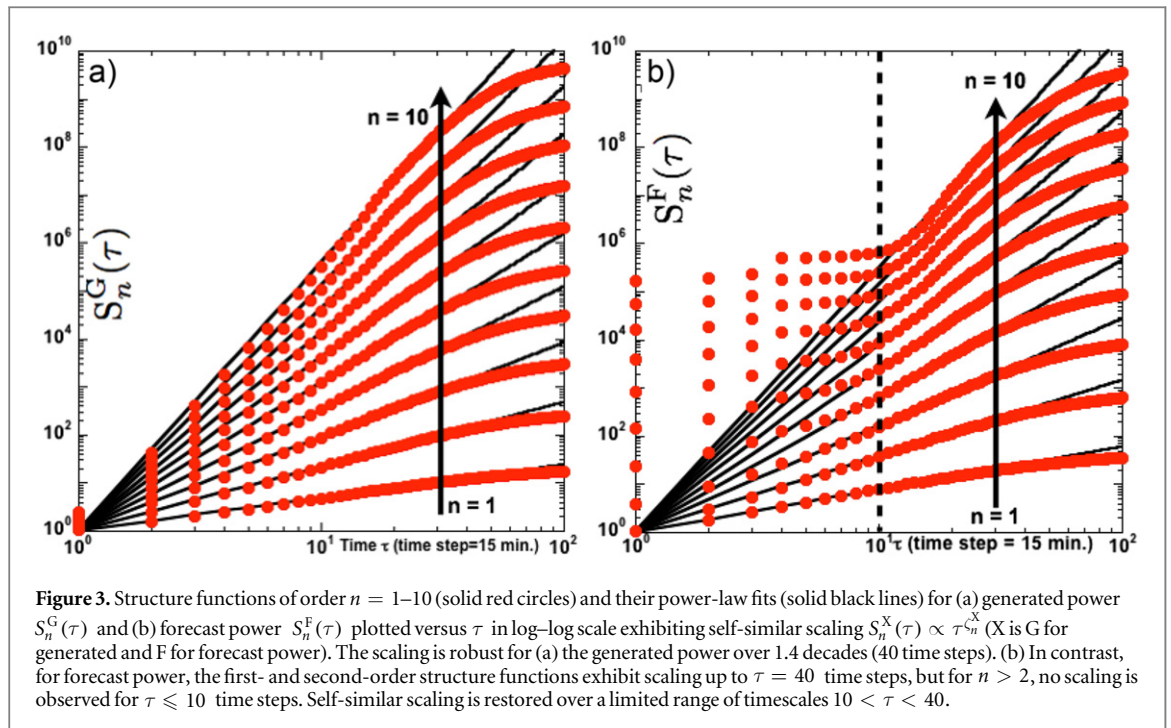 a)
10^10
10^8
10^6
10^4
10^2
10^0
S_n^G(τ)
n = 10
n = 1
10^0
10^1
Time τ (time step=15 min.)
10^2
b)
10^10
10^8
10^6
10^4
10^2
10^0
S_n^F(τ)
n = 10
n = 1
10^0
10^1
τ (time step = 15 min.)
10^2
Figure 3. Structure functions of order n = 1–10 (solid red circles) and their power-law fits (solid black lines) for (a) generated power
S_n^G(τ) and (b) forecast power S_n^F(τ) plotted versus τ in log–log scale exhibiting self-similar scaling S_n^X(τ) ∝ τ^{ζ_n^X} (X is G for
generated and F for forecast power). The scaling is robust for (a) the generated power over 1.4 decades (40 time steps). (b) In contrast,
for forecast power, the first- and second-order structure functions exhibit scaling up to τ = 40 time steps, but for n > 2, no scaling is
observed for τ ⩽ 10 time steps. Self-similar scaling is restored over a limited range of timescales 10 < τ < 40.